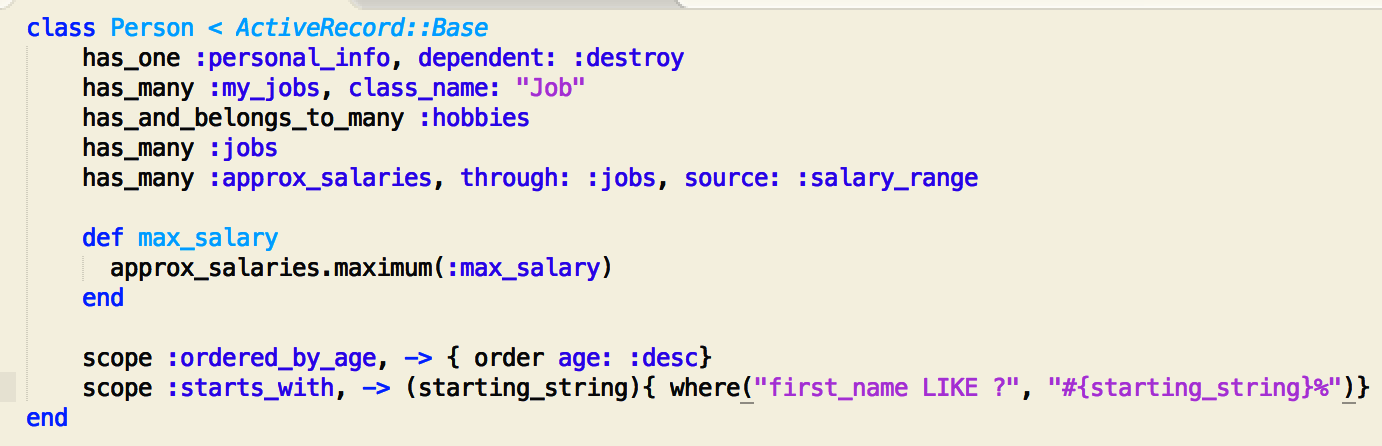 class Person < ActiveRecord::Base
    has_one :personal_info, dependent: :destroy
    has_many :my_jobs, class_name: "Job"
    has_and_belongs_to_many :hobbies
    has_many :jobs
    has_many :approx_salaries, through: :jobs, source: :salary_range

    def max_salary
      approx_salaries.maximum(:max_salary)
    end

    scope :ordered_by_age, -> { order age: :desc}
    scope :starts_with, -> (starting_string){ where("first_name LIKE ?", "#{starting_string}%")}
end